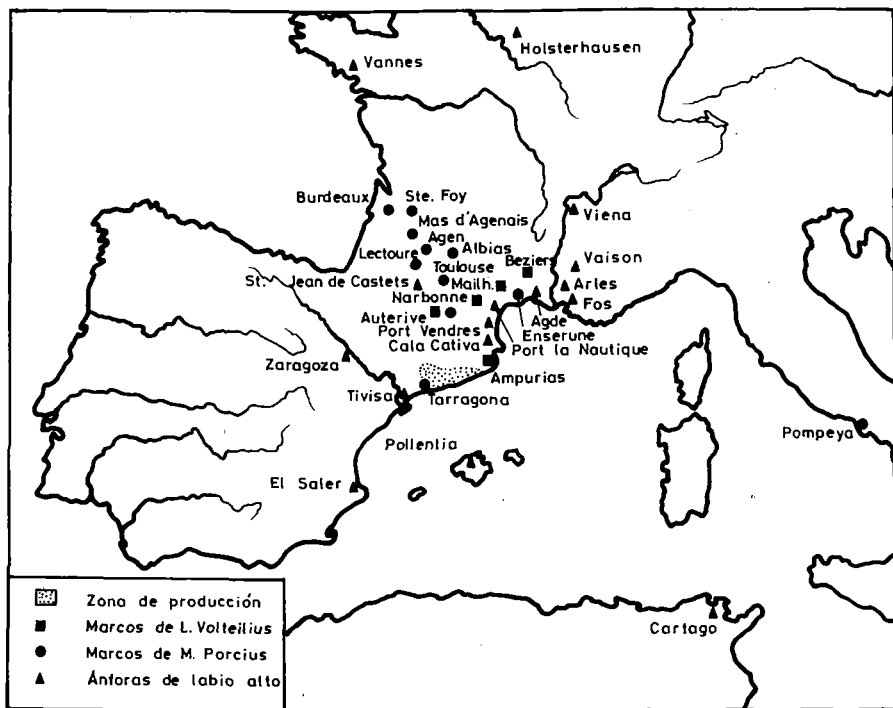 Holsterhausen
Vannes
Burdeaux
Ste. Foy
Mas d'Agenais
Agen
Albias
Lectoure
Toulouse
Beziers
St. Jean de Castets
Mailh.
Narbonne
Auterive
Port Vendres
Cala Cativa
Viena
Vaison
Arles
Fos
Agde
Enserune
Port la Nautique
Ampurias
Zaragoza
Tivisa
Tarragona
Pollentia
El Saler
Pompeya
Cartago
Zona de producción
Marcos de L. Volteilius
Marcos de M. Porcius
Ánforas de labio alto